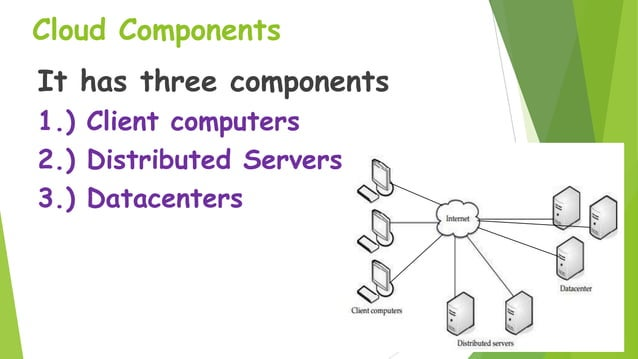 Cloud Components
It has three components
1.) Client computers
2.) Distributed Servers
3.) Datacenters
Internet
Datacenter
Client computers
Distributed servers